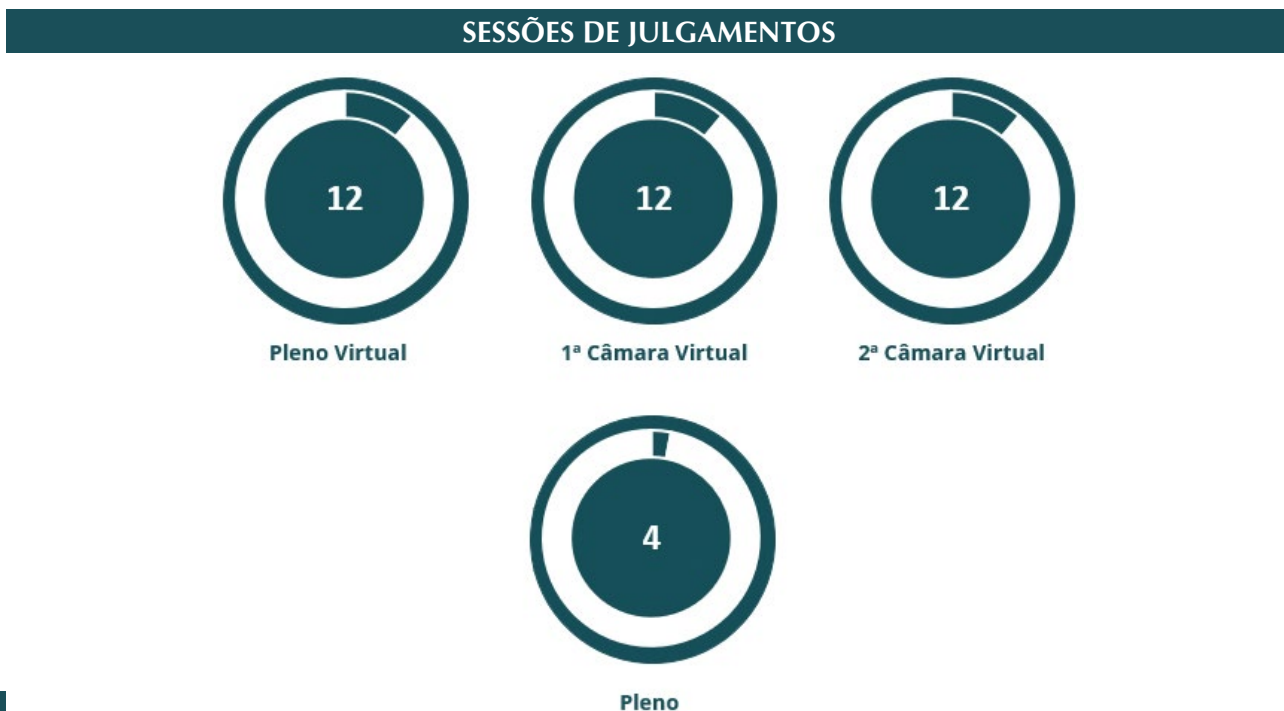 SESSÕES DE JULGAMENTOS
12
12
12
Pleno Virtual
1ª Câmara Virtual
2ª Câmara Virtual
4
Pleno